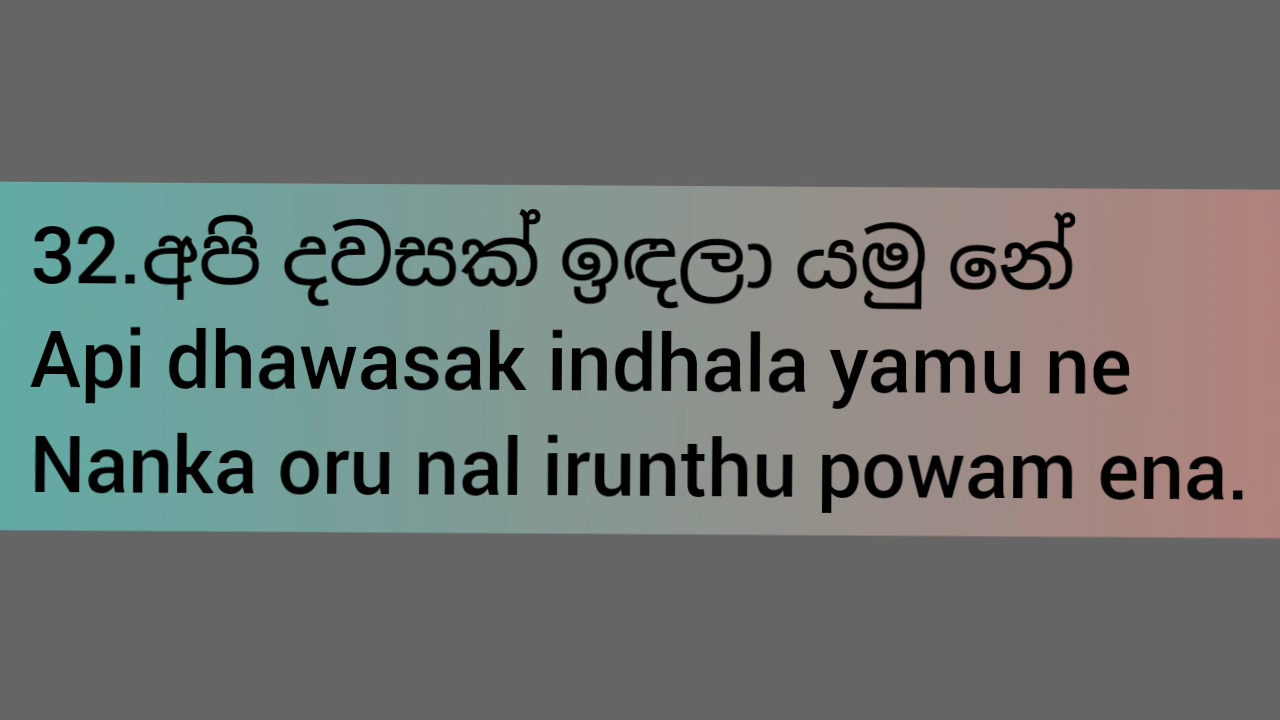 32.අපි දවසක් ඉඳලා යමු නේ
Api dhawasak indhala yamu ne
Nanka oru nal irunthu powam ena.